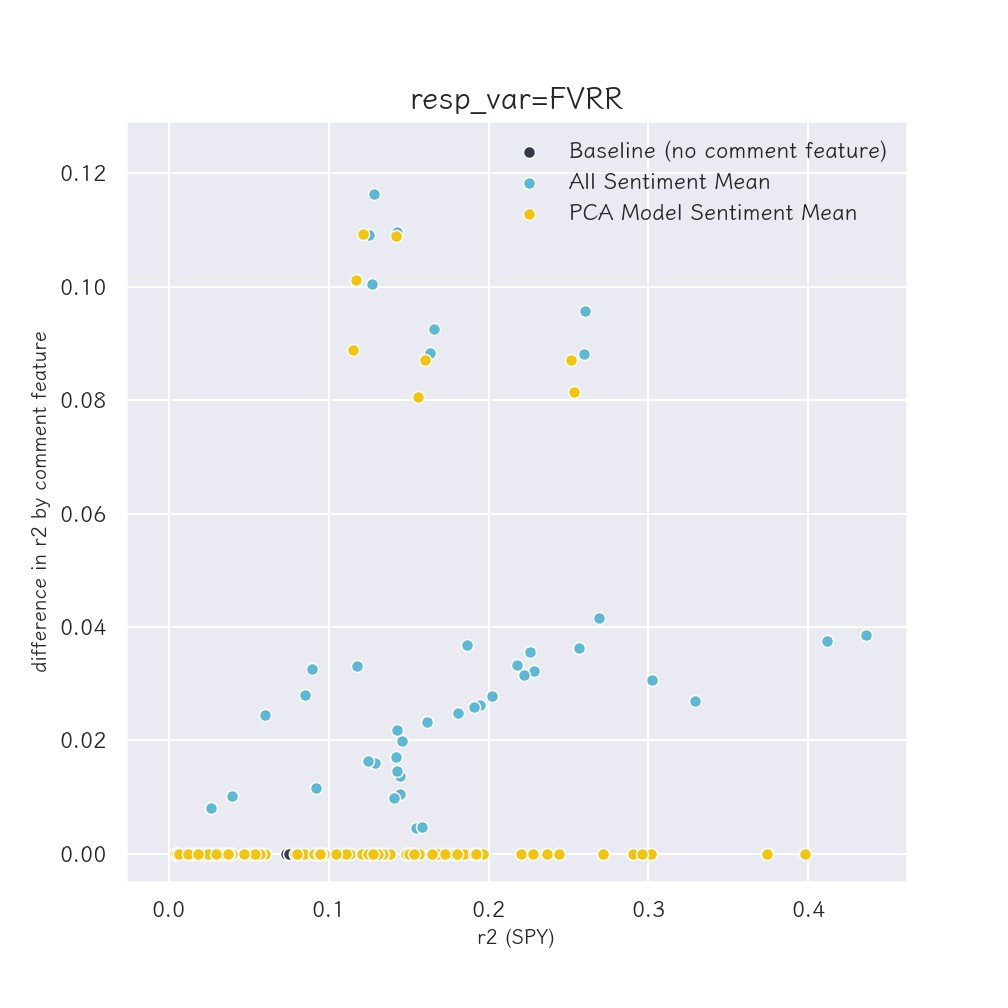 resp_var=FVRR
Baseline (no comment feature)
All Sentiment Mean
PCA Model Sentiment Mean
difference in r2 by comment feature
0.12
0.10
0.08
0.06
0.04
0.02
0.00
0.0 0.1 0.2 0.3 0.4
r2 (SPY)